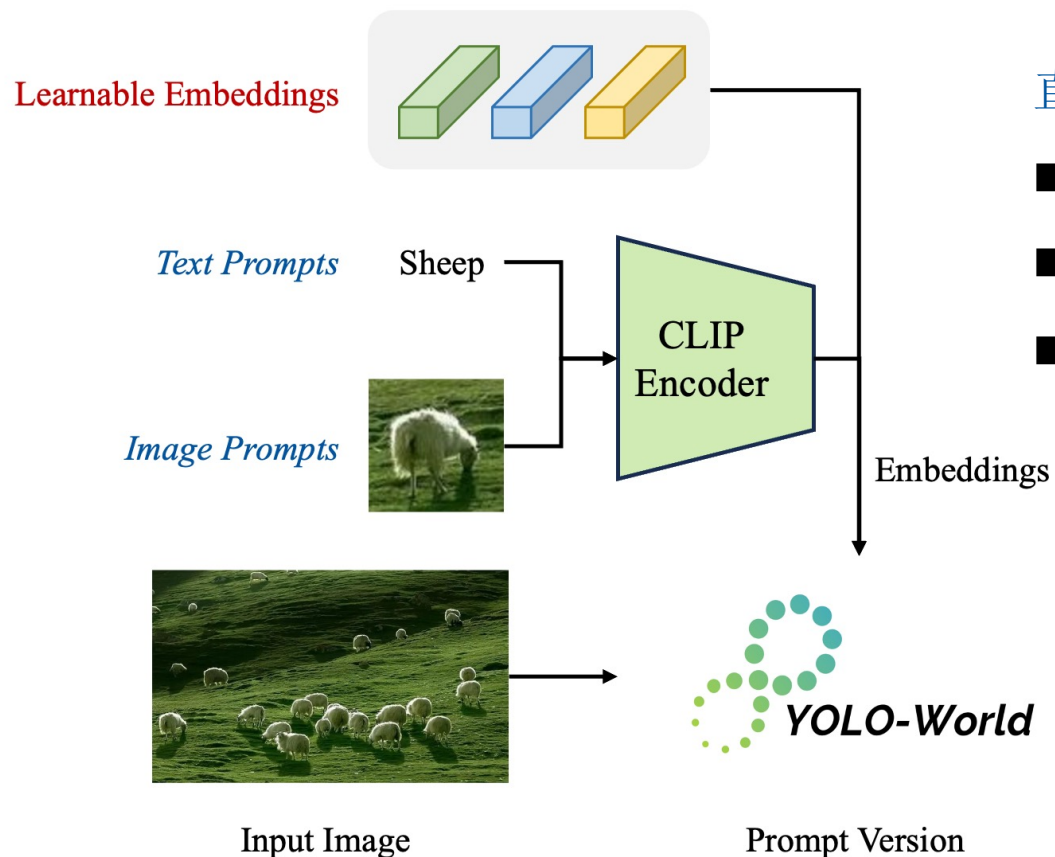 Learnable Embeddings
Text Prompts
Sheep
CLIP
Encoder
Image Prompts
Embeddings
YOLO-World
Input Image
Prompt Version